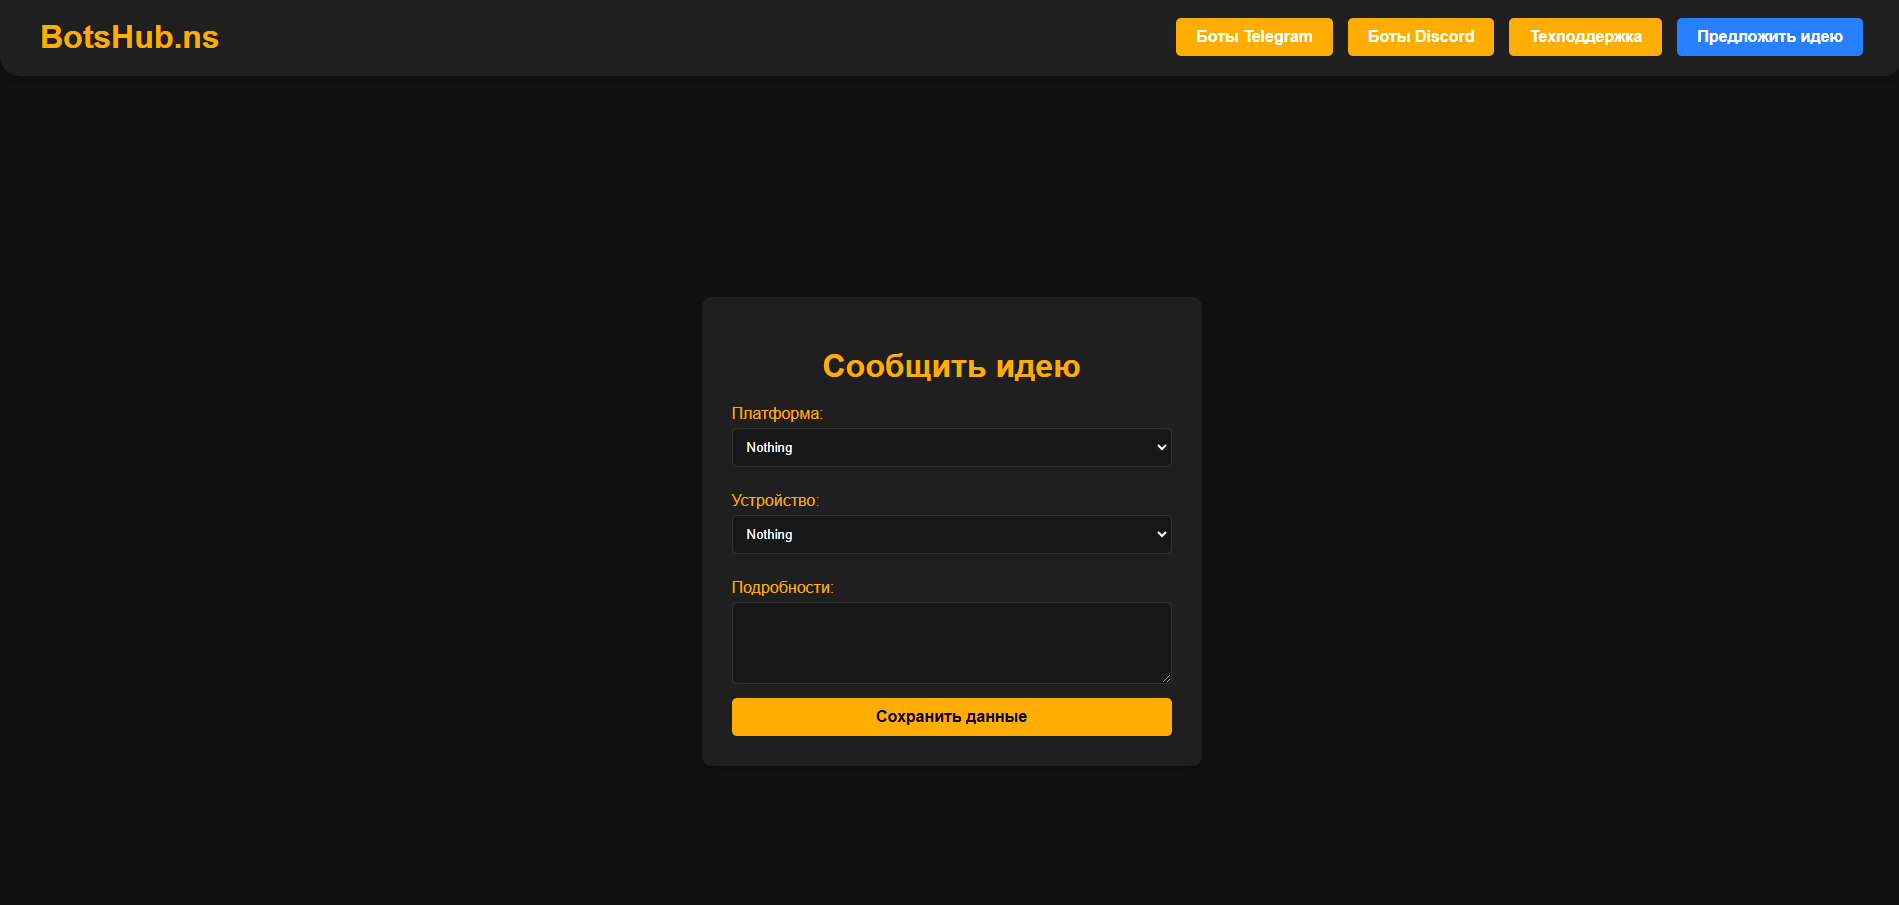 BotsHub.ns
Боты Telegram
Боты Discord
Техподдержка
Предложить идею
Сообщить идею
Платформа:
Nothing
Устройство:
Nothing
Подробности:
Сохранить данные